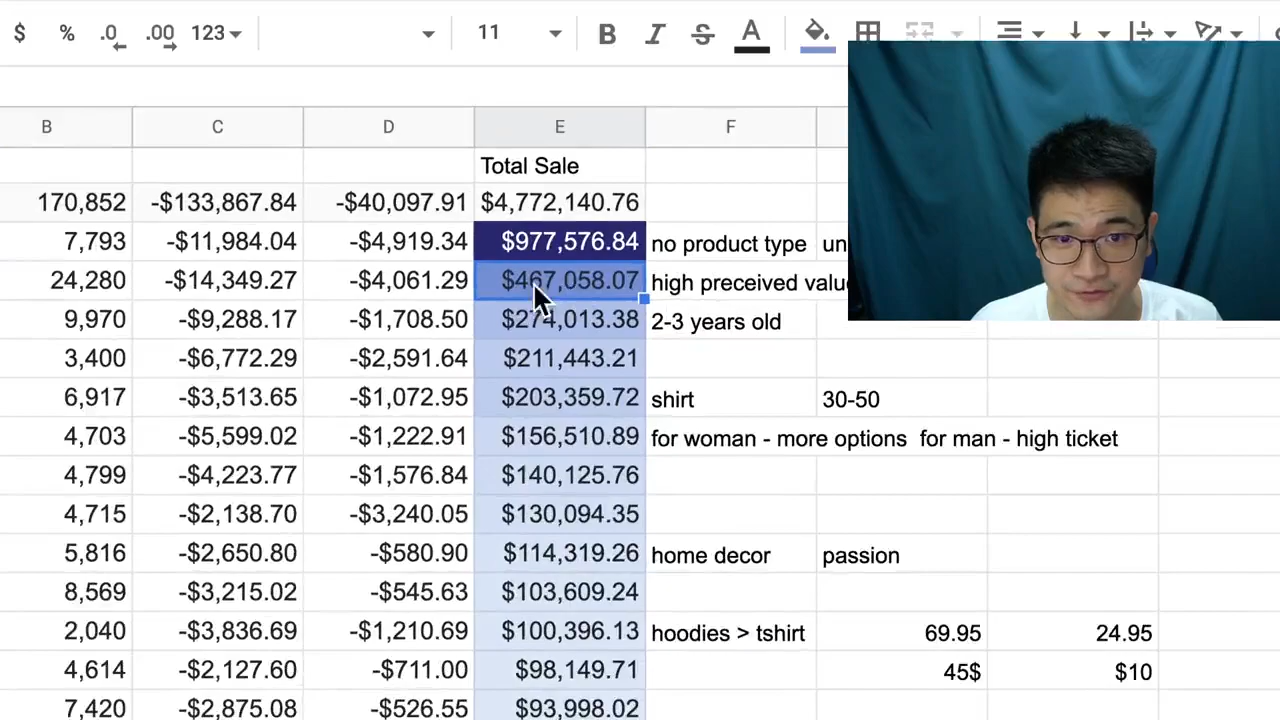 $ % .0 .00 123 11 B I S A
B C D E F
Total Sale
170,852 -$133,867.84 -$40,097.91 $4,772,140.76
7,793 -$11,984.04 -$4,919.34 $977,576.84 no product type un
24,280 -$14,349.27 -$4,061.29 $467,058.07 high preceived value
9,970 -$9,288.17 -$1,708.50 $274,013.38 2-3 years old
3,400 -$6,772.29 -$2,591.64 $211,443.21
6,917 -$3,513.65 -$1,072.95 $203,359.72 shirt 30-50
4,703 -$5,599.02 -$1,222.91 $156,510.89 for woman - more options for man - high ticket
4,799 -$4,223.77 -$1,576.84 $140,125.76
4,715 -$2,138.70 -$3,240.05 $130,094.35
5,816 -$2,650.80 -$580.90 $114,319.26 home decor passion
8,569 -$3,215.02 -$545.63 $103,609.24
2,040 -$3,836.69 -$1,210.69 $100,396.13 hoodies > tshirt 69.95 24.95
4,614 -$2,127.60 -$711.00 $98,149.71 45$ $10
7,420 -$2,875.08 -$526.55 $93,998.02